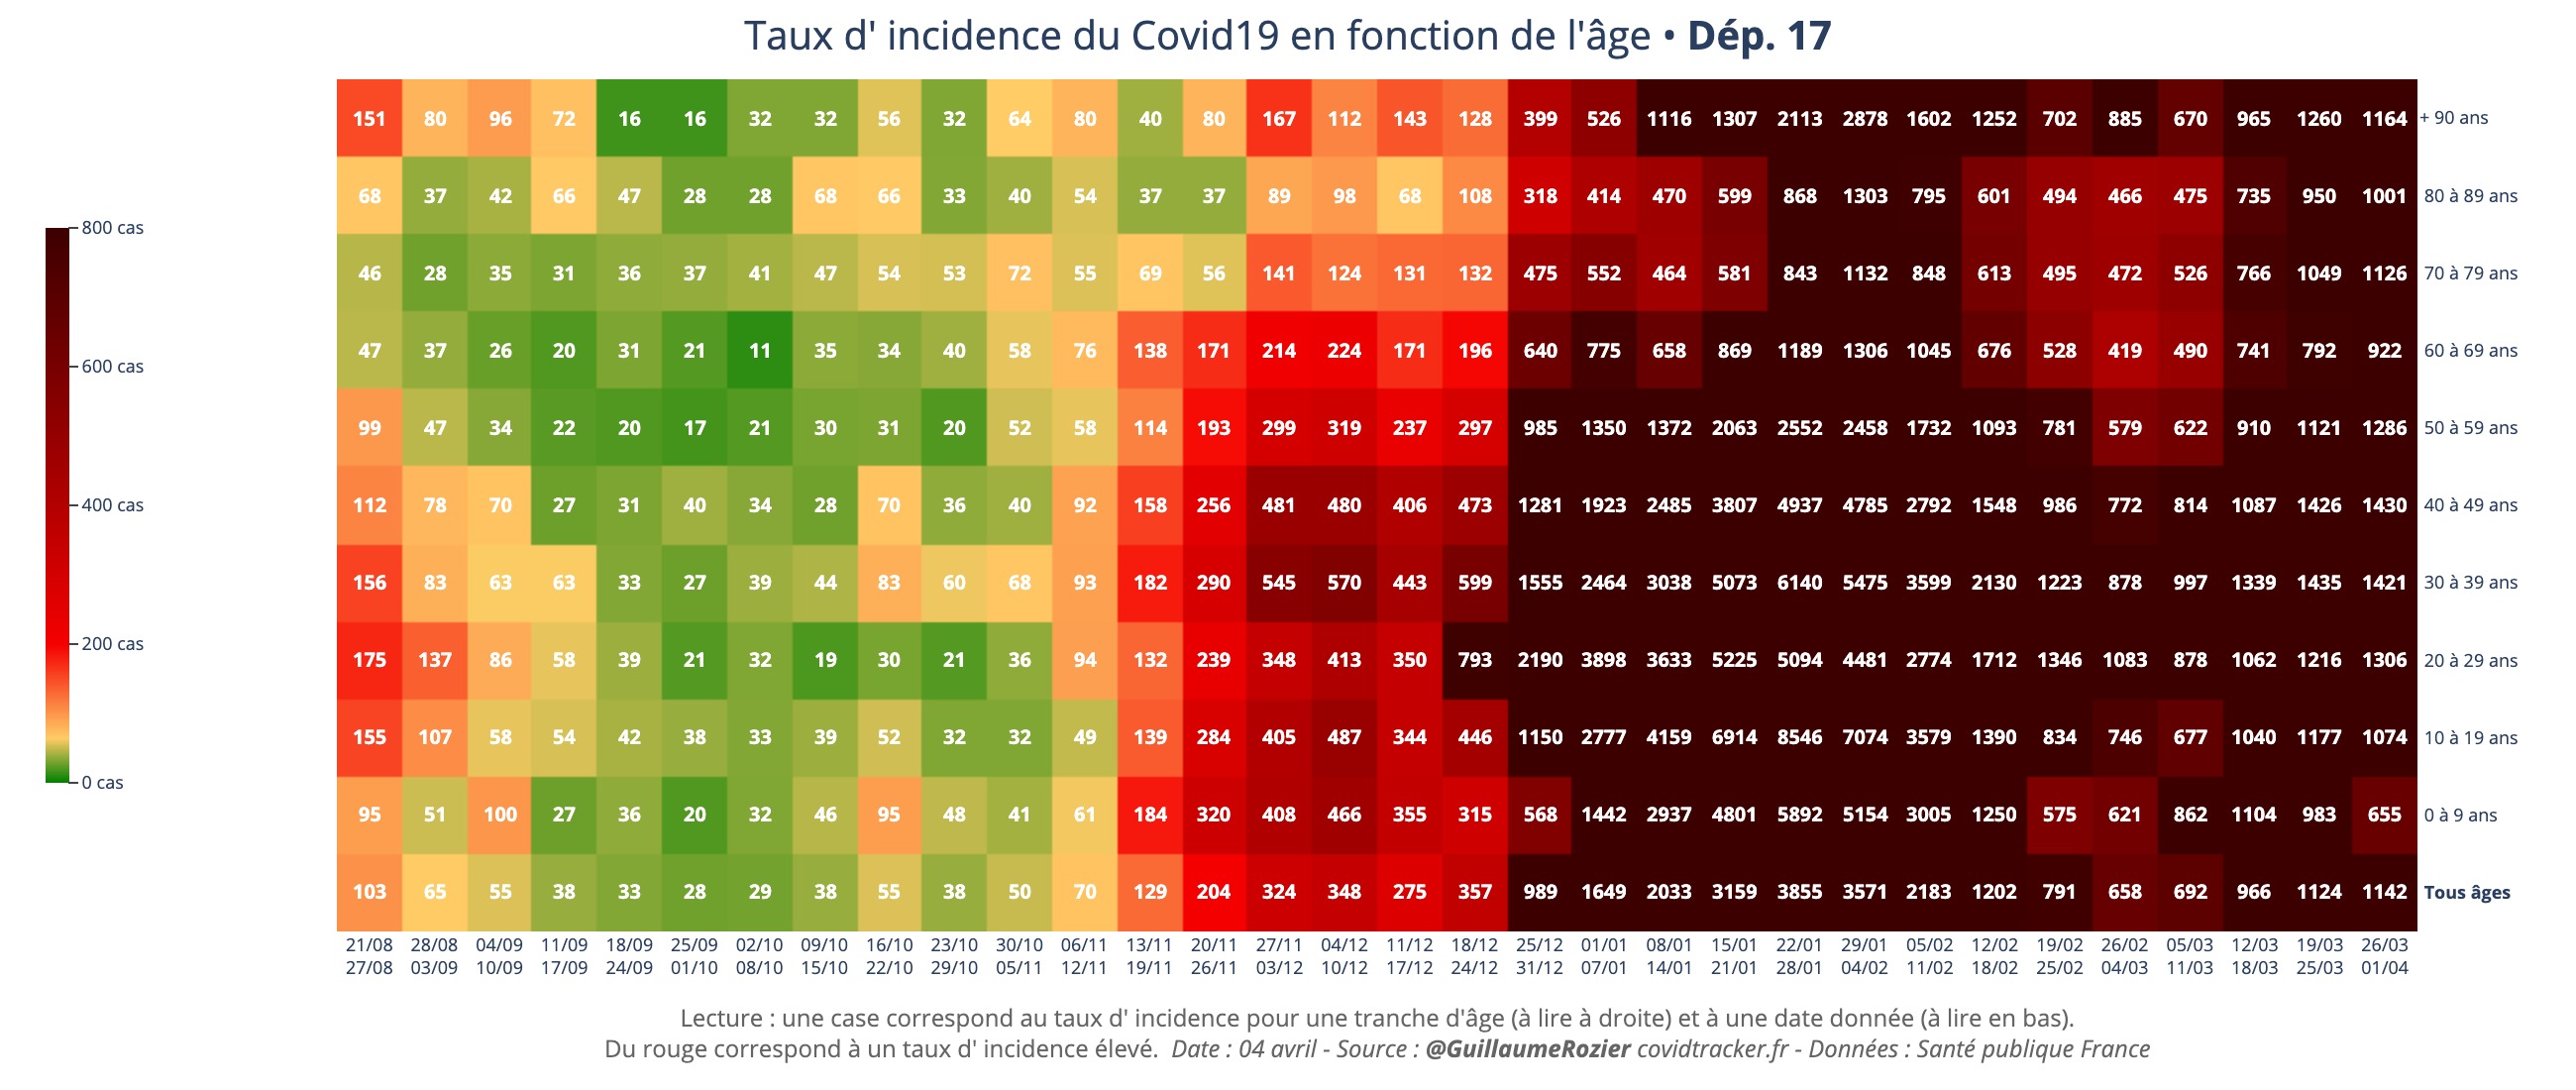 Taux d' incidence du Covid19 en fonction de l'âge • Dép. 17
800 cas
600 cas
400 cas
200 cas
0 cas
151 80 96 72 16 16 32 32 56 32 64 80 40 80 167 112 143 128 399 526 1116 1307 2113 2878 1602 1252 702 885 670 965 1260 1164 + 90 ans
68 37 42 66 47 28 28 68 66 33 40 54 37 37 89 98 68 108 318 414 470 599 868 1303 795 601 494 466 475 735 950 1001 80 à 89 ans
46 28 35 31 36 37 41 47 54 53 72 55 69 56 141 124 131 132 475 552 464 581 843 1132 848 613 495 472 526 766 1049 1126 70 à 79 ans
47 37 26 20 31 21 11 35 34 40 58 76 138 171 214 224 171 196 640 775 658 869 1189 1306 1045 676 528 419 490 741 792 922 60 à 69 ans
99 47 34 22 20 17 21 30 31 20 52 58 114 193 299 319 237 297 985 1350 1372 2063 2552 2458 1732 1093 781 579 622 910 1121 1286 50 à 59 ans
112 78 70 27 31 40 34 28 70 36 40 92 158 256 481 480 406 473 1281 1923 2485 3807 4937 4785 2792 1548 986 772 814 1087 1426 1430 40 à 49 ans
156 83 63 63 33 27 39 44 83 60 68 93 182 290 545 570 443 599 1555 2464 3038 5073 6140 5475 3599 2130 1223 878 997 1339 1435 1421 30 à 39 ans
175 137 86 58 39 21 32 19 30 21 36 94 132 239 348 413 350 793 2190 3898 3633 5225 5094 4481 2774 1712 1346 1083 878 1062 1216 1306 20 à 29 ans
155 107 58 54 42 38 33 39 52 32 32 49 139 284 405 487 344 446 1150 2777 4159 6914 8546 7074 3579 1390 834 746 677 1040 1177 1074 10 à 19 ans
95 51 100 27 36 20 32 46 95 48 41 61 184 320 408 466 355 315 568 1442 2937 4801 5892 5154 3005 1250 575 621 862 1104 983 655 0 à 9 ans
103 65 55 38 33 28 29 38 55 38 50 70 129 204 324 348 275 357 989 1649 2033 3159 3855 3571 2183 1202 791 658 692 966 1124 1142 Tous âges
21/08 28/08 04/09 11/09 18/09 25/09 02/10 09/10 16/10 23/10 30/10 06/11 13/11 20/11 27/11 04/12 11/12 18/12 25/12 01/01 08/01 15/01 22/01 29/01 05/02 12/02 19/02 26/02 05/03 12/03 19/03 26/03
27/08 03/09 10/09 17/09 24/09 01/10 08/10 15/10 22/10 29/10 05/11 12/11 19/11 26/11 03/12 10/12 17/12 24/12 31/12 07/01 14/01 21/01 28/01 04/02 11/02 18/02 25/02 04/03 11/03 18/03 25/03 01/04
Lecture : une case correspond au taux d' incidence pour une tranche d'âge (à lire à droite) et à une date donnée (à lire en bas).
Du rouge correspond à un taux d' incidence élevé. Date : 04 avril - Source : @GuillaumeRozier covidtracker.fr - Données : Santé publique France